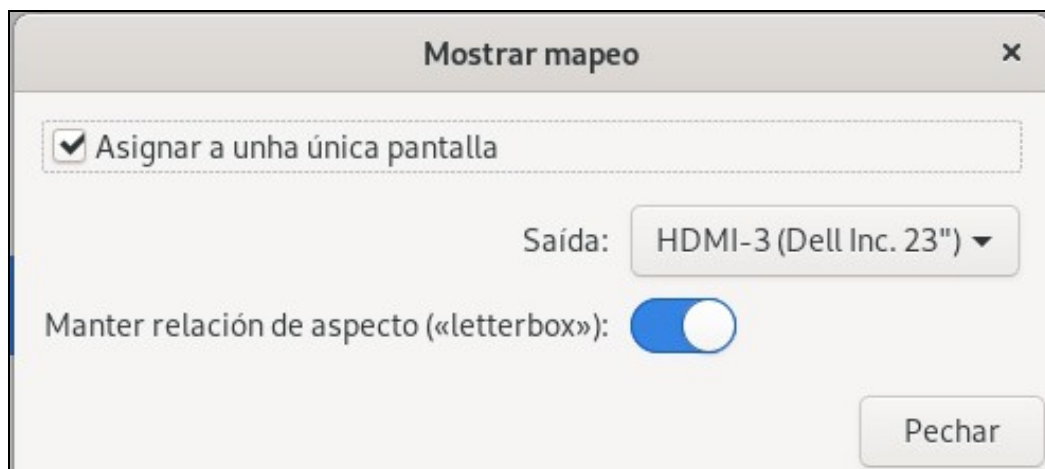 Mostrar mapeo
Asignar a unha única pantalla
Saída: HDMI-3 (Dell Inc. 23")
Manter relación de aspecto («letterbox»):
Pechar